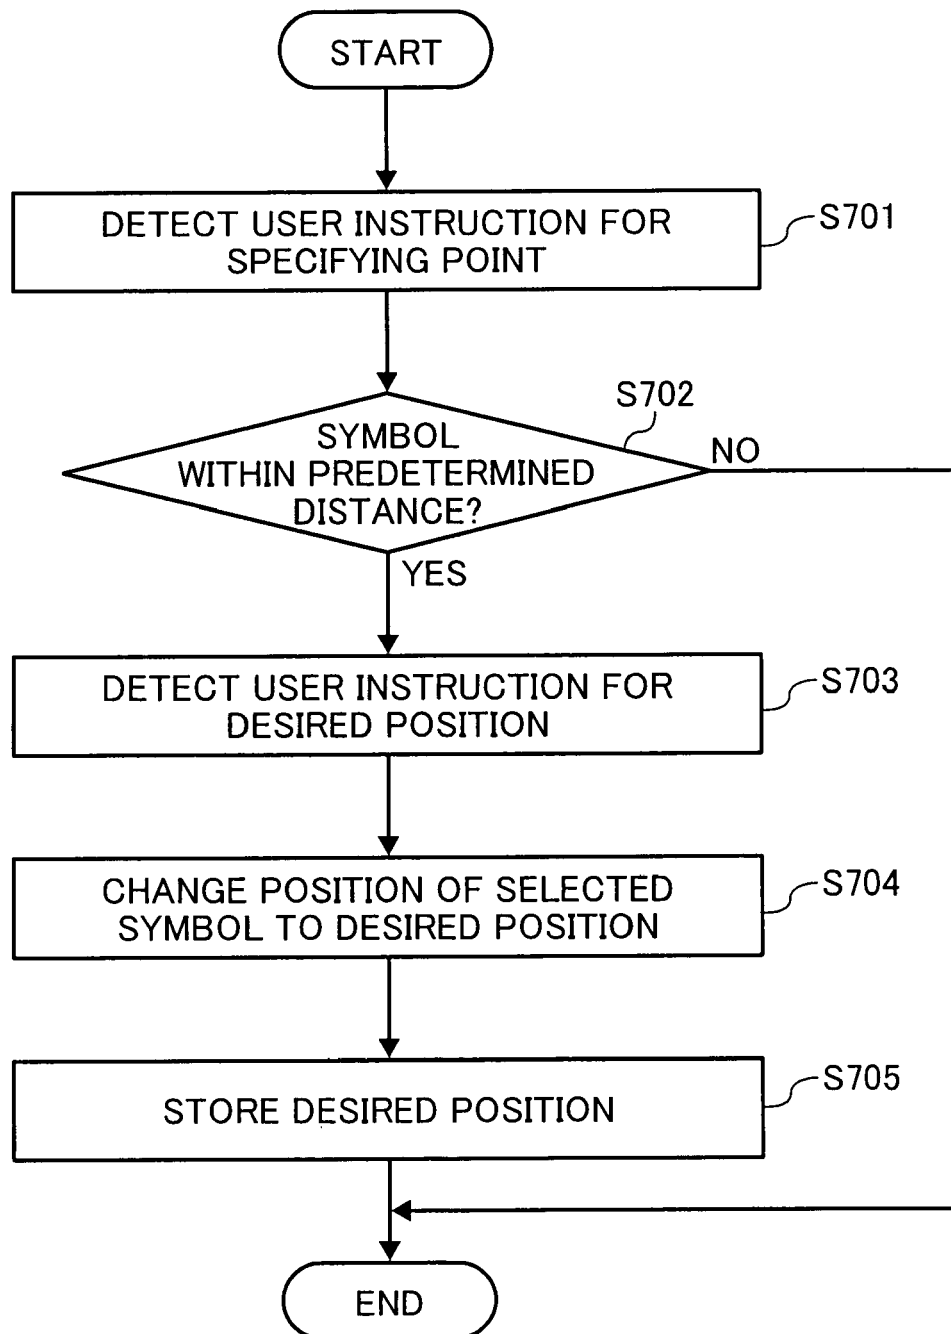 START
DETECT USER INSTRUCTION FOR
SPECIFYING POINT
S701
S702
SYMBOL
WITHIN PREDETERMINED
DISTANCE?
NO
YES
DETECT USER INSTRUCTION FOR
DESIRED POSITION
S703
CHANGE POSITION OF SELECTED
SYMBOL TO DESIRED POSITION
S704
STORE DESIRED POSITION
S705
END